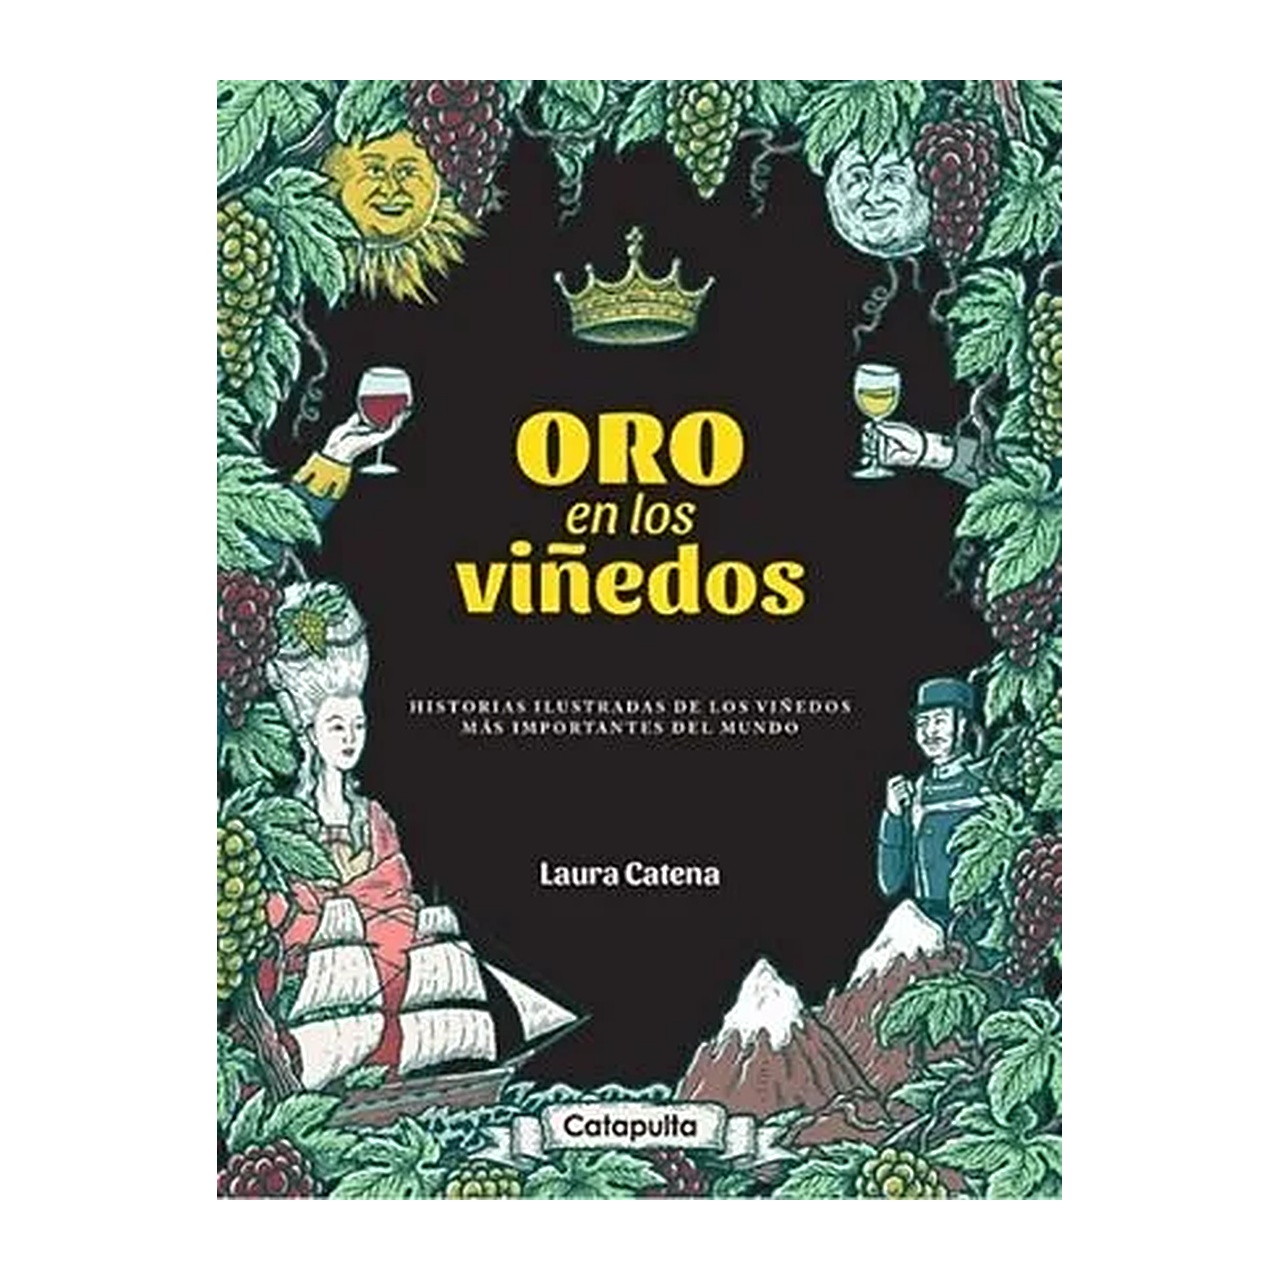 ORO
en los
viñedos
HISTORIAS ILUSTRADAS DE LOS VIÑEDOS
MÁS IMPORTANTES DEL MUNDO
Laura Catena
Catapulta